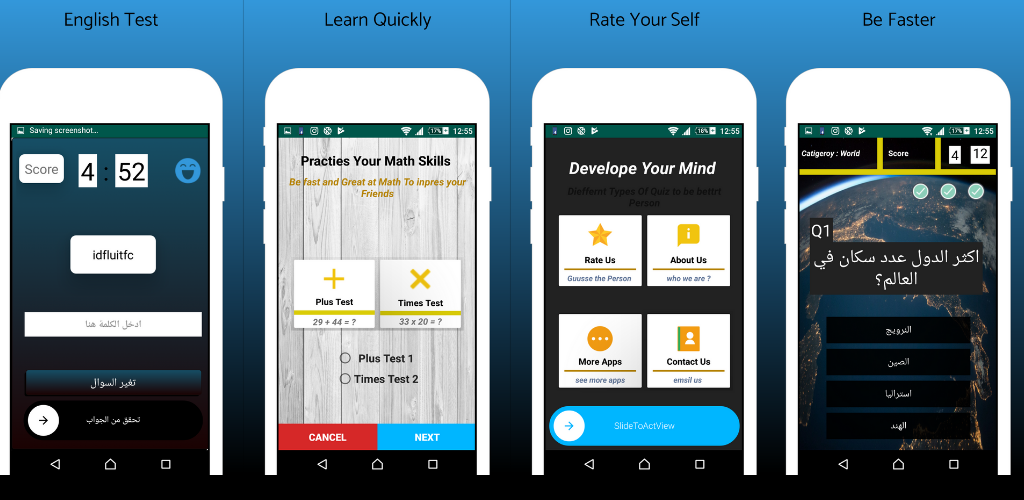 English Test
Saving screenshot...
Score
4 : 52
idfluitfc
ادخل الكلمة هنا
تغير السوال
تحقق من الجواب
Learn Quickly
17% 12:55
Practies Your Math Skills
Be fast and Great at Math To inpres your
Friends
Plus Test
29 + 44 = ?
Times Test
33 x 20 = ?
Plus Test 1
Times Test 2
CANCEL
NEXT
Rate Your Self
18% 12:55
Develope Your Mind
Dieffernt Types Of Quiz to be bettrt
Person
Rate Us
Guusse the Person
About Us
who we are ?
More Apps
see more apps
Contact Us
emsil us
SlideToActView
Be Faster
17% 12:55
Catigeroy : World
Score
4
12
Q1
اكثر الدول عدد سكان في
العالم؟
النرويج
الصين
استراليا
الهند